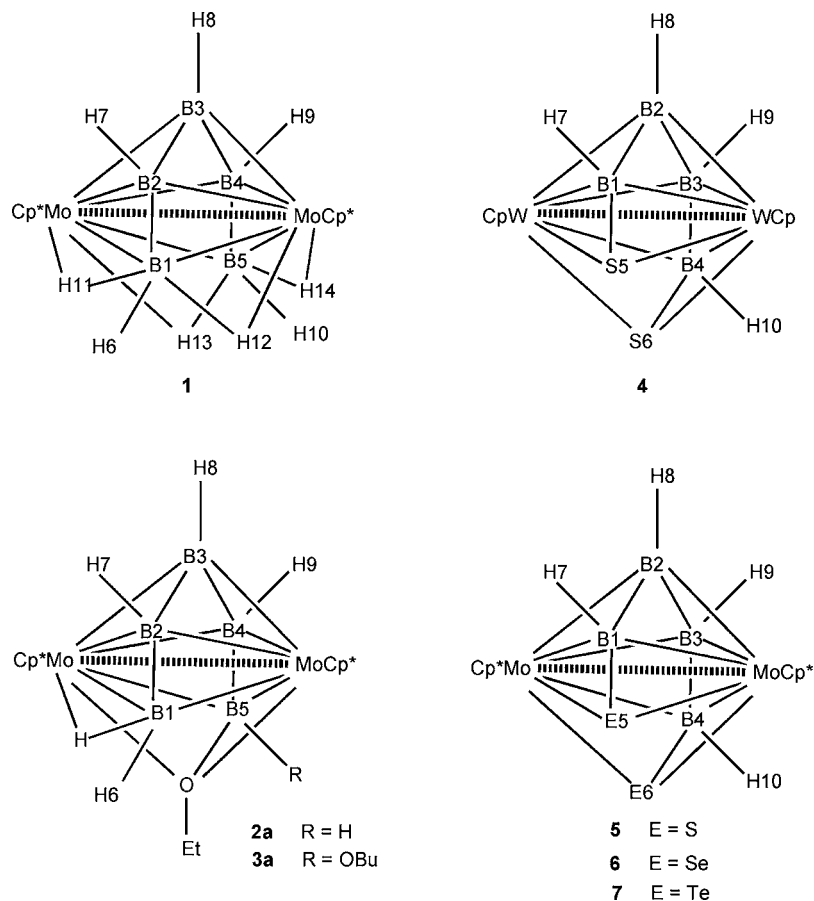 H8 H8
B3 B2
H7 H9 H7 H9
B2 B4 B1 B3
Cp*Mo MoCp* CpW WCp
B1 B5 S5 B4
H11 H14
H6 H13 H12 H10 S6 H10
1 4
H8 H8
B3 B2
H7 H9 H7 H9
B2 B4 B1 B3
Cp*Mo MoCp* Cp*Mo MoCp*
B1 B5 E5 B4
H R
H6 O E6 H10
Et
2a R = H 5 E = S
3a R = OBu 6 E = Se
7 E = Te